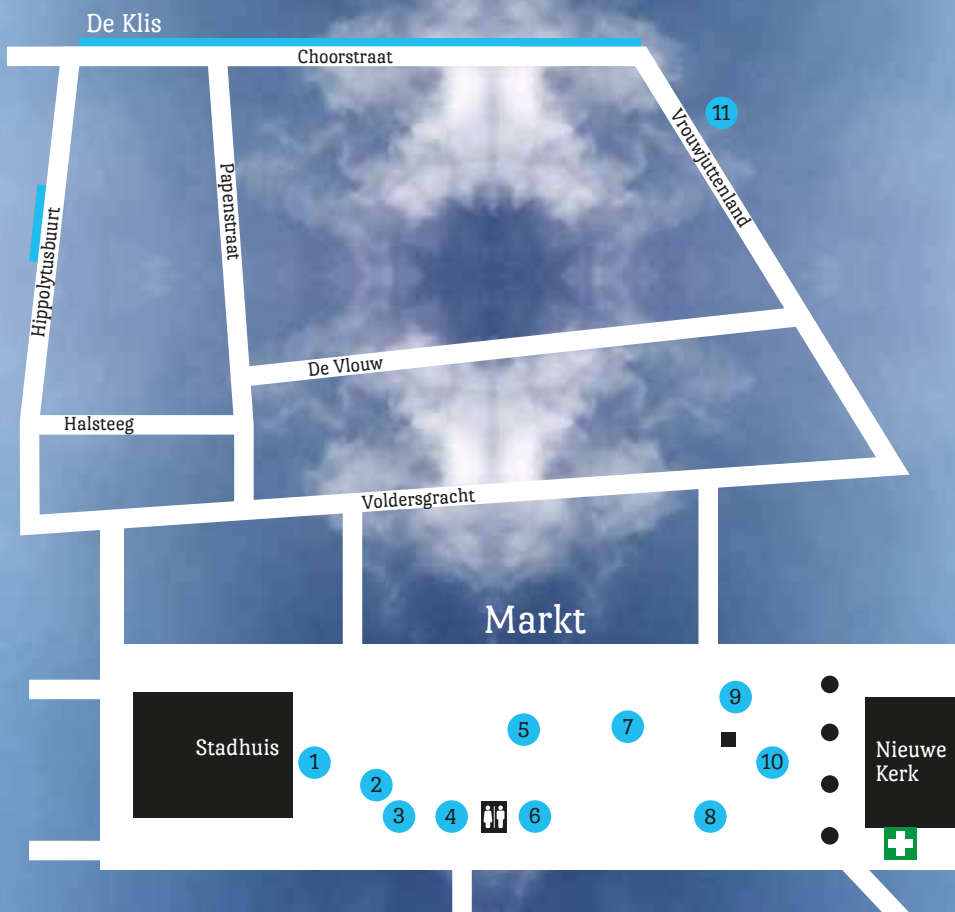 De Klis
Choorstraat
11
Vrouwjuttenland
Papenstraat
Hippolytusbuurt
De Vlouw
Halsteeg
Voldersgracht
Markt
9
5
7
Stadhuis
1
10
Nieuwe
Kerk
2
3
4
6
8